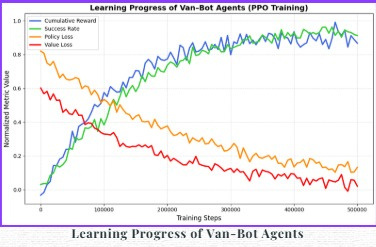 Learning Progress of Van-Bot Agents (PPO Training)
Cumulative Reward
Success Rate
Policy Loss
Value Loss
Normalized Metric Value
1.0
0.8
0.6
0.4
0.2
0.0
0
100000
200000
300000
400000
500000
Training Steps
Learning Progress of Van-Bot Agents